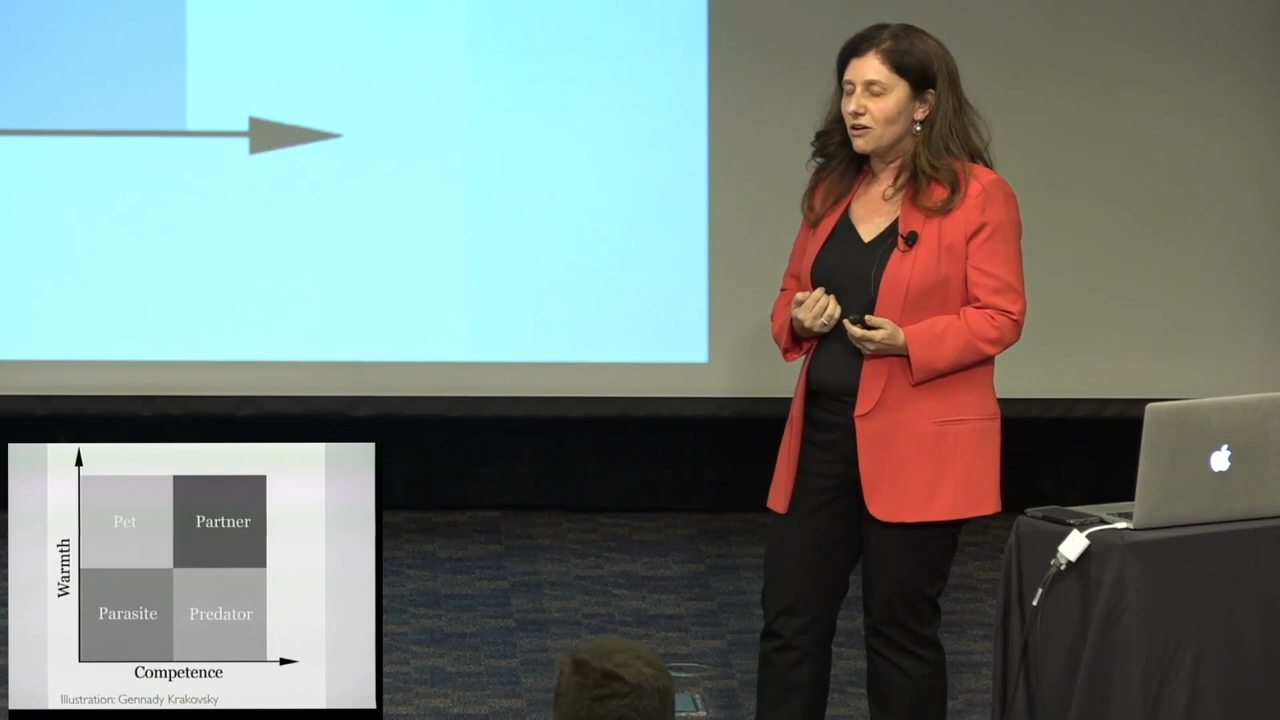 Pet
Partner
Warmth
Parasite
Predator
Competence
Illustration: Gennady Krakovsky